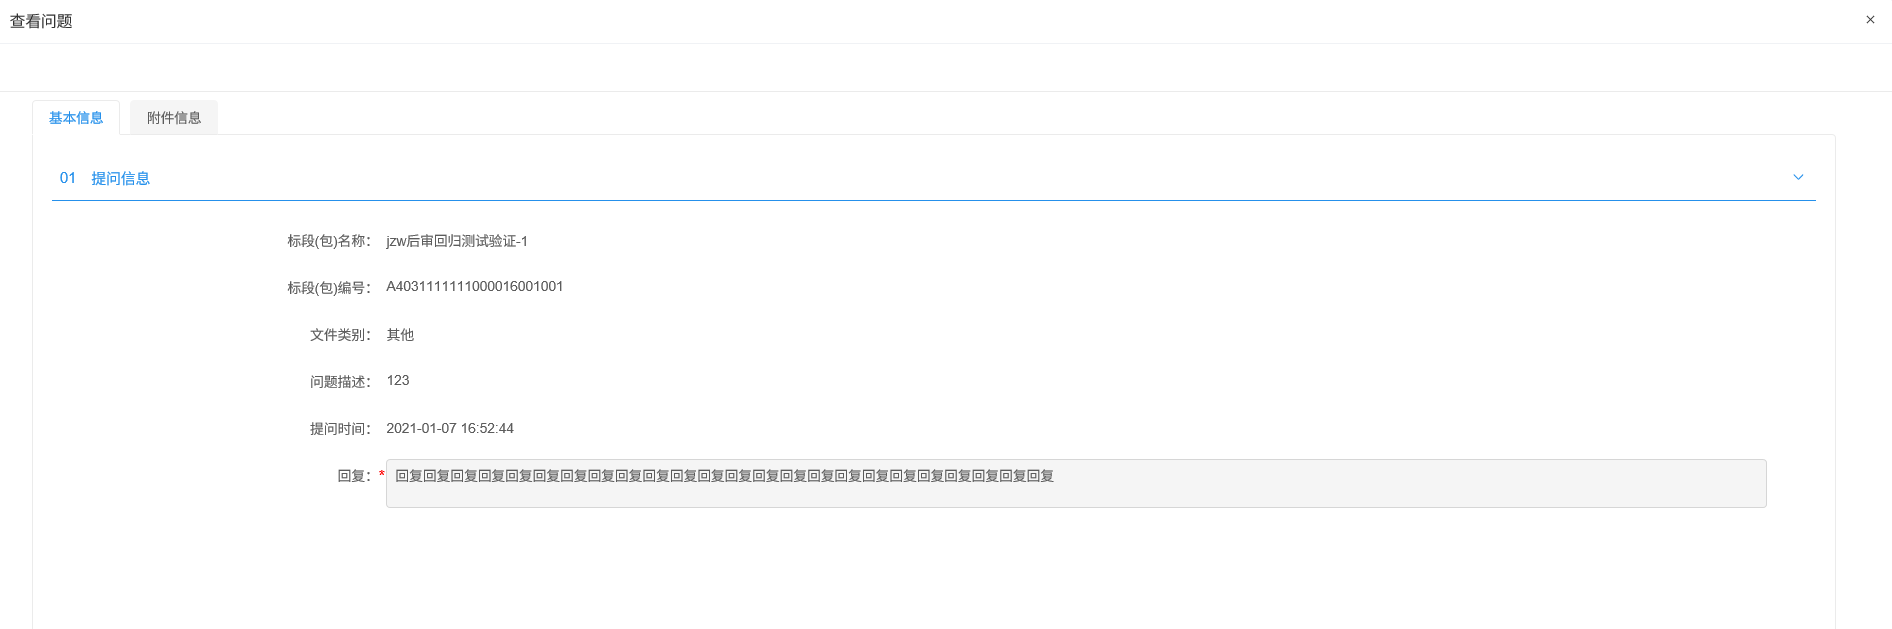 查看问题
×
基本信息
附件信息
01 提问信息
标段(包)名称： jzw后审回归测试验证-1
标段(包)编号： A4031111111000016001001
文件类别： 其他
问题描述： 123
提问时间： 2021-01-07 16:52:44
回复：* 回复回复回复回复回复回复回复回复回复回复回复回复回复回复回复回复回复回复回复回复回复回复回复回复